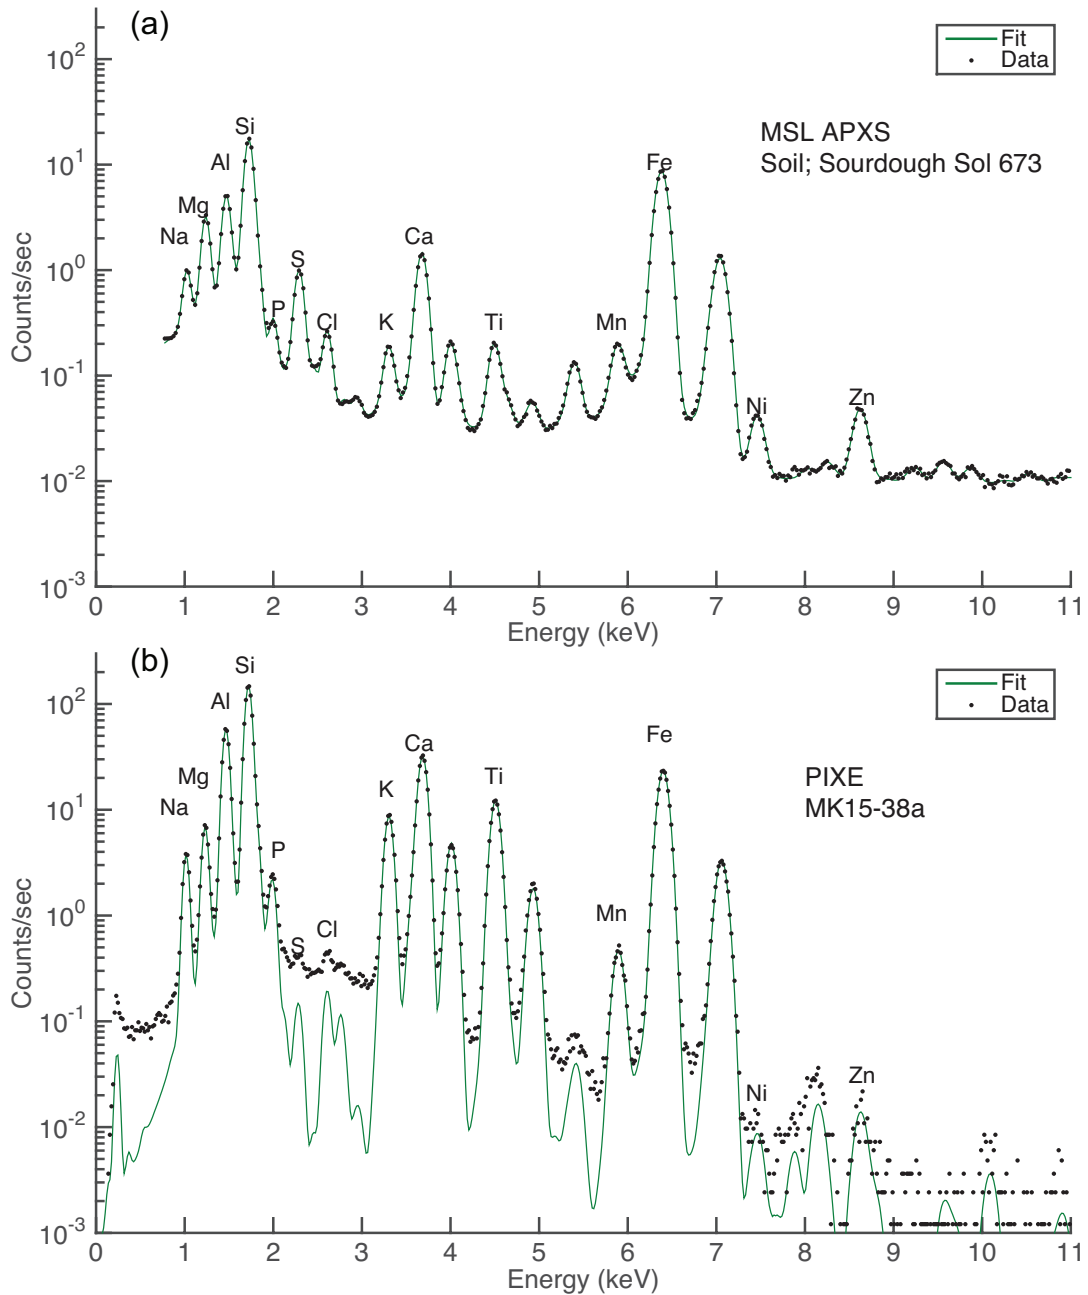 (a)
Fit
Data
MSL APXS
Soil; Sourdough Sol 673
Counts/sec
10^2
10^1
10^0
10^-1
10^-2
10^-3
Na
Mg
Al
Si
P
S
Cl
K
Ca
Ti
Mn
Fe
Ni
Zn
0 1 2 3 4 5 6 7 8 9 10 11
Energy (keV)
(b)
Fit
Data
PIXE
MK15-38a
Counts/sec
10^2
10^1
10^0
10^-1
10^-2
10^-3
Na
Mg
Al
Si
P
S
Cl
K
Ca
Ti
Mn
Fe
Ni
Zn
0 1 2 3 4 5 6 7 8 9 10 11
Energy (keV)